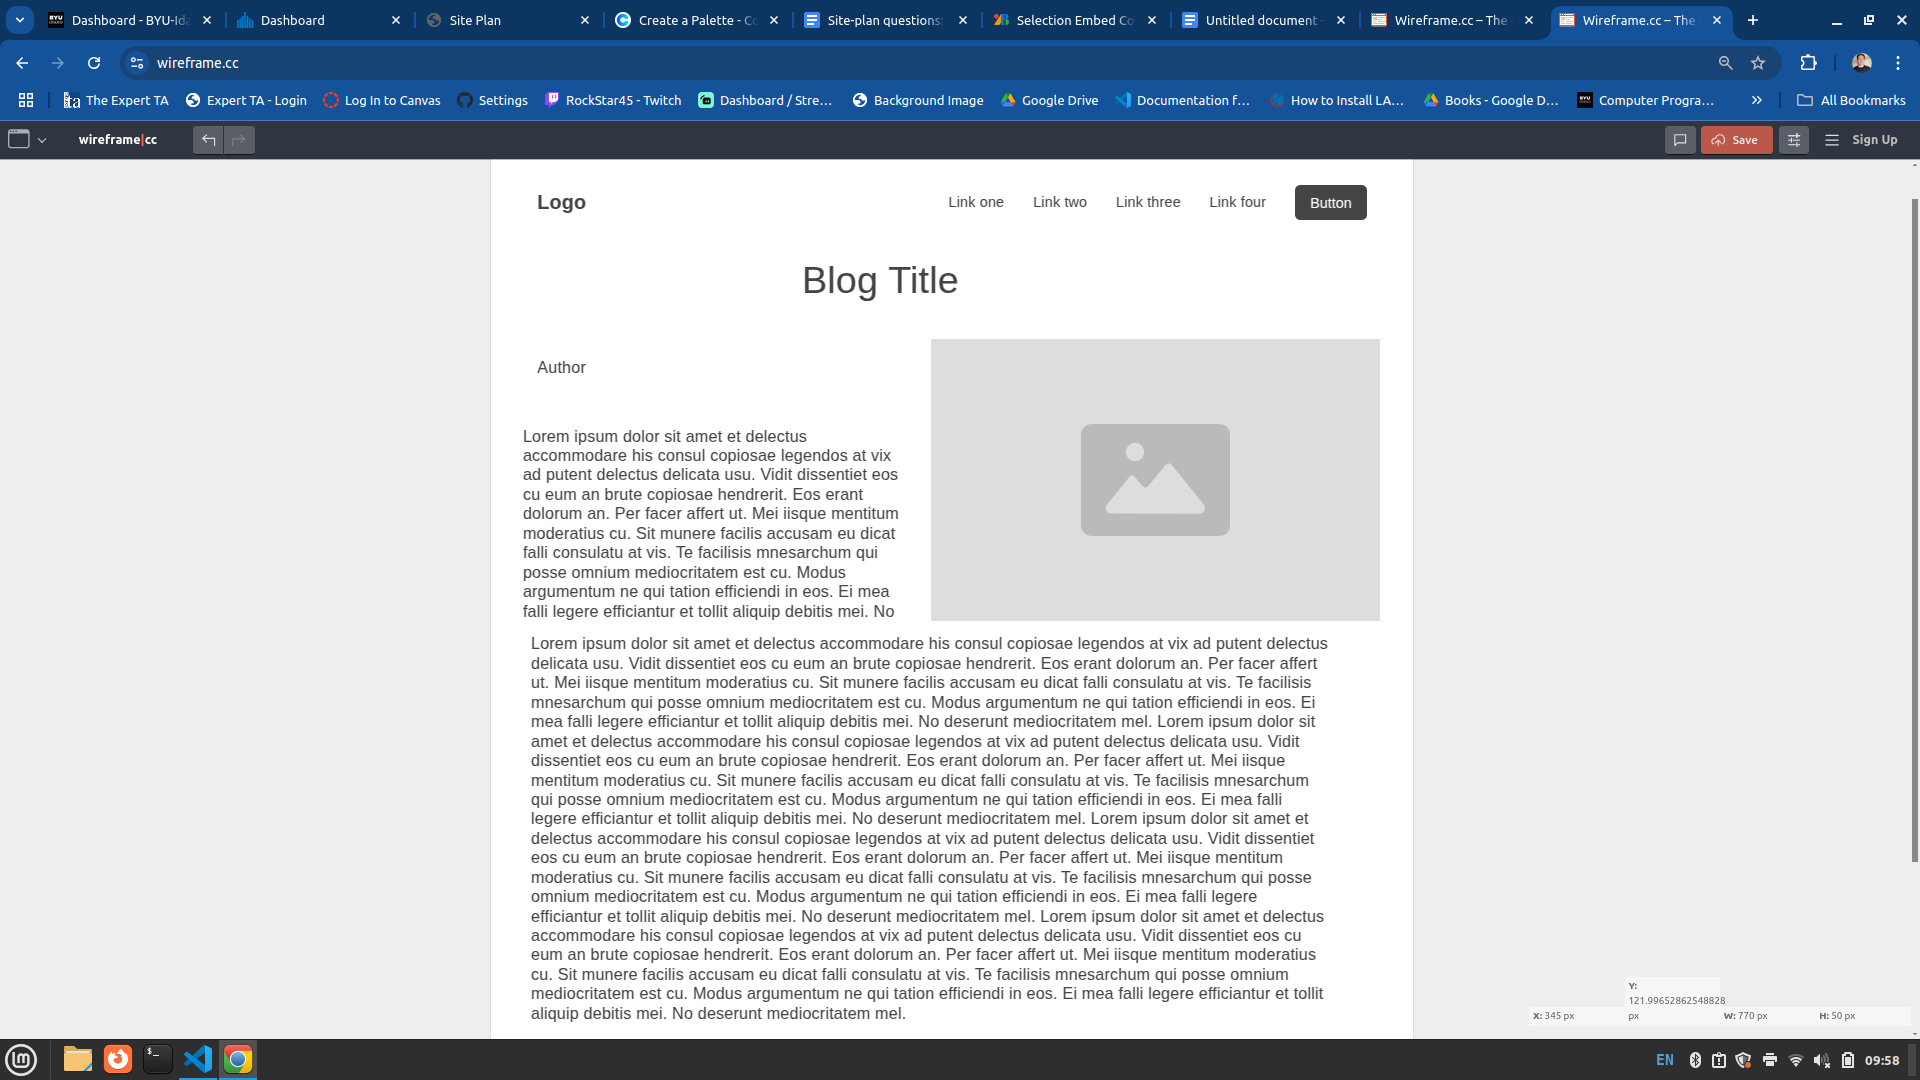 Dashboard - BYU-Ida
Dashboard
Site Plan
Create a Palette - Co
Site-plan questions:
Selection Embed Co
Untitled document -
Wireframe.cc – The
Wireframe.cc – The
wireframe.cc
The Expert TA
Expert TA - Login
Log In to Canvas
Settings
RockStar45 - Twitch
Dashboard / Stre...
Background Image
Google Drive
Documentation f...
How to Install LA...
Books - Google D...
Computer Progra...
All Bookmarks
wireframe|cc
Save
Sign Up
Logo
Link one
Link two
Link three
Link four
Button
Blog Title
Author
Lorem ipsum dolor sit amet et delectus
accommodare his consul copiosae legendos at vix
ad putent delectus delicata usu. Vidit dissentiet eos
cu eum an brute copiosae hendrerit. Eos erant
dolorum an. Per facer affert ut. Mei iisque mentitum
moderatius cu. Sit munere facilis accusam eu dicat
falli consulatu at vis. Te facilisis mnesarchum qui
posse omnium mediocritatem est cu. Modus
argumentum ne qui tation efficiendi in eos. Ei mea
falli legere efficiantur et tollit aliquip debitis mei. No
Lorem ipsum dolor sit amet et delectus accommodare his consul copiosae legendos at vix ad putent delectus
delicata usu. Vidit dissentiet eos cu eum an brute copiosae hendrerit. Eos erant dolorum an. Per facer affert
ut. Mei iisque mentitum moderatius cu. Sit munere facilis accusam eu dicat falli consulatu at vis. Te facilisis
mnesarchum qui posse omnium mediocritatem est cu. Modus argumentum ne qui tation efficiendi in eos. Ei
mea falli legere efficiantur et tollit aliquip debitis mei. No deserunt mediocritatem mel. Lorem ipsum dolor sit
amet et delectus accommodare his consul copiosae legendos at vix ad putent delectus delicata usu. Vidit
dissentiet eos cu eum an brute copiosae hendrerit. Eos erant dolorum an. Per facer affert ut. Mei iisque
mentitum moderatius cu. Sit munere facilis accusam eu dicat falli consulatu at vis. Te facilisis mnesarchum
qui posse omnium mediocritatem est cu. Modus argumentum ne qui tation efficiendi in eos. Ei mea falli
legere efficiantur et tollit aliquip debitis mei. No deserunt mediocritatem mel. Lorem ipsum dolor sit amet et
delectus accommodare his consul copiosae legendos at vix ad putent delectus delicata usu. Vidit dissentiet
eos cu eum an brute copiosae hendrerit. Eos erant dolorum an. Per facer affert ut. Mei iisque mentitum
moderatius cu. Sit munere facilis accusam eu dicat falli consulatu at vis. Te facilisis mnesarchum qui posse
omnium mediocritatem est cu. Modus argumentum ne qui tation efficiendi in eos. Ei mea falli legere
efficiantur et tollit aliquip debitis mei. No deserunt mediocritatem mel. Lorem ipsum dolor sit amet et delectus
accommodare his consul copiosae legendos at vix ad putent delectus delicata usu. Vidit dissentiet eos cu
eum an brute copiosae hendrerit. Eos erant dolorum an. Per facer affert ut. Mei iisque mentitum moderatius
cu. Sit munere facilis accusam eu dicat falli consulatu at vis. Te facilisis mnesarchum qui posse omnium
mediocritatem est cu. Modus argumentum ne qui tation efficiendi in eos. Ei mea falli legere efficiantur et tollit
aliquip debitis mei. No deserunt mediocritatem mel.
X: 345 px
Y:
121.99652862548828
px
W: 770 px
H: 50 px
EN
09:58